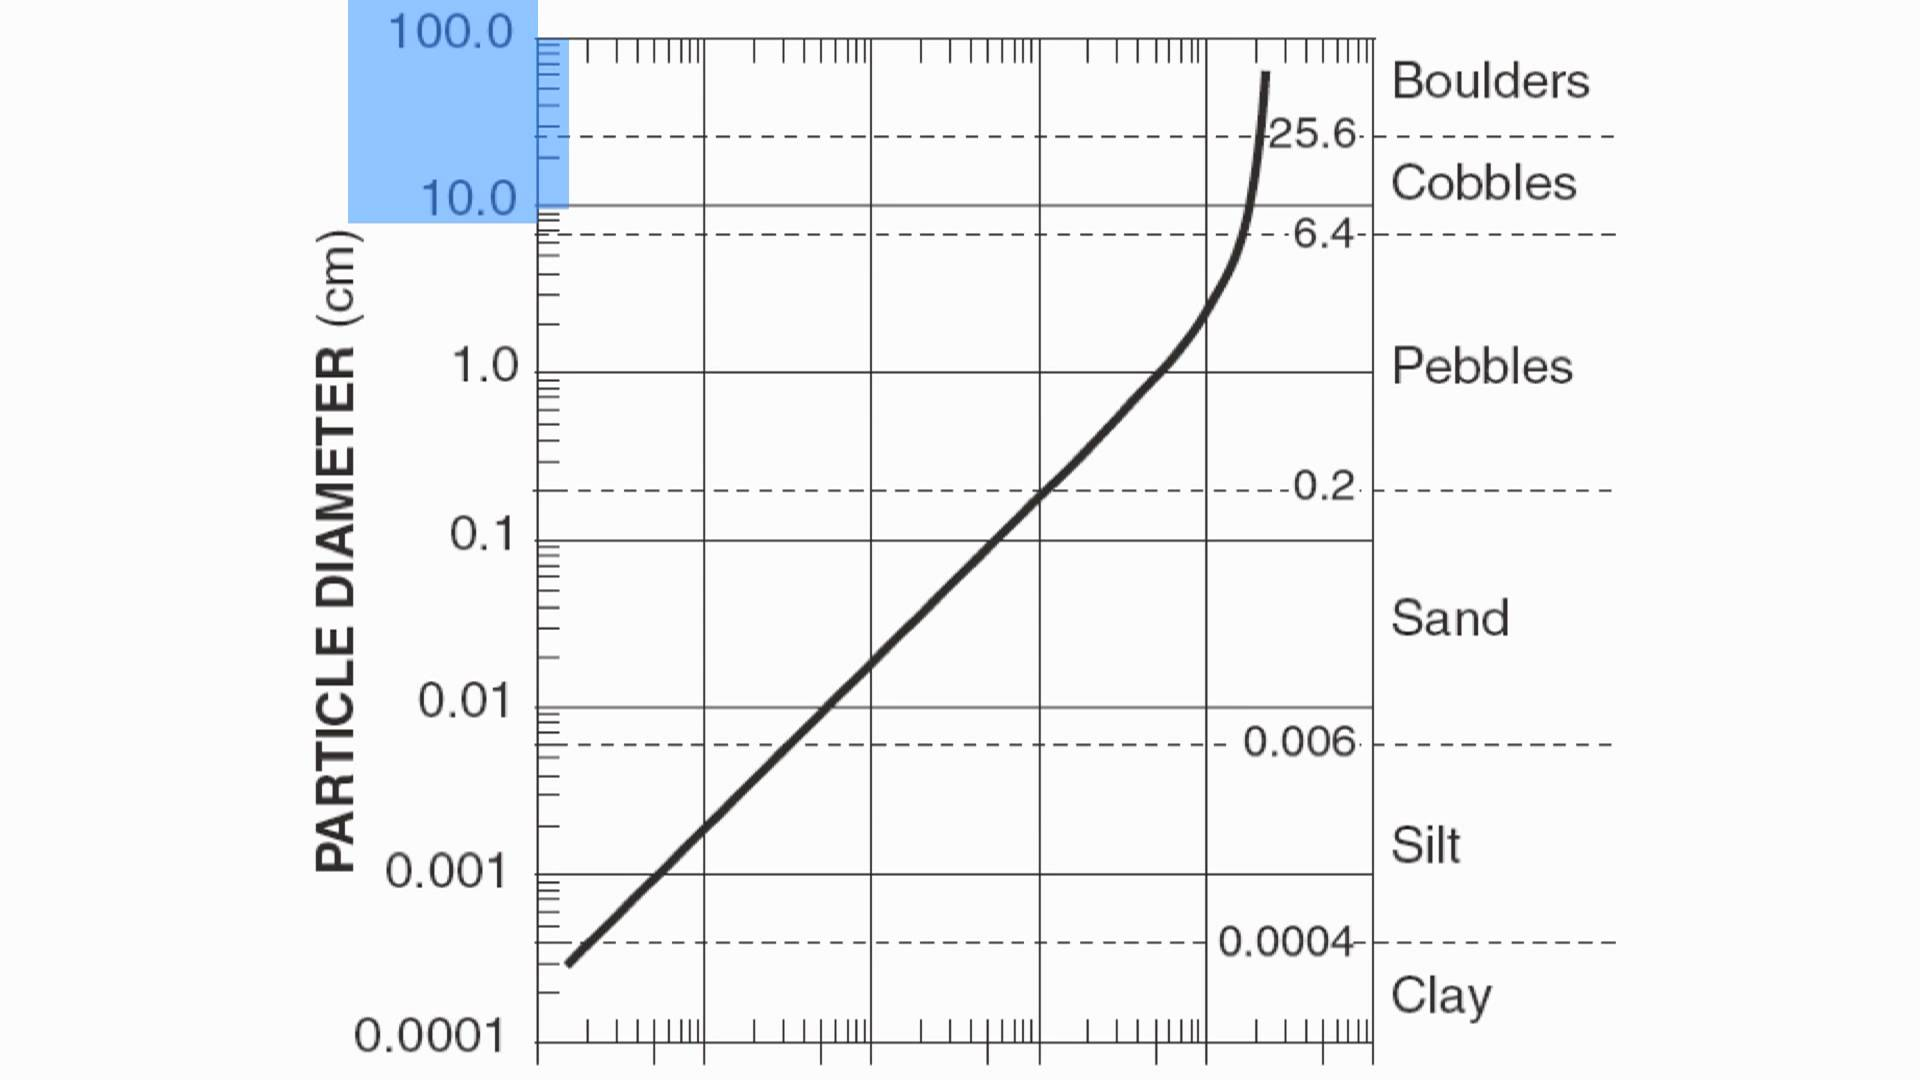 100.0
Boulders
25.6
Cobbles
10.0
6.4
PARTICLE DIAMETER (cm)
1.0
Pebbles
0.2
0.1
Sand
0.01
0.006
Silt
0.001
0.0004
Clay
0.0001